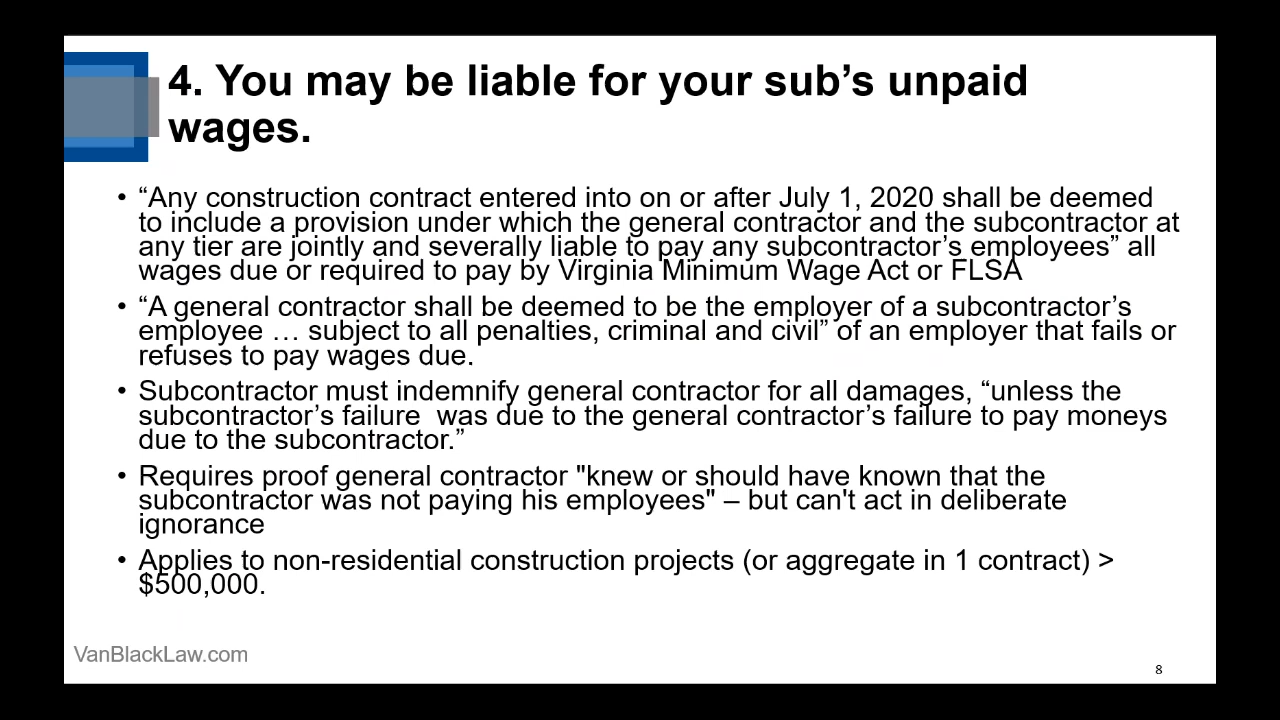 4. You may be liable for your sub’s unpaid
wages.
• “Any construction contract entered into on or after July 1, 2020 shall be deemed
to include a provision under which the general contractor and the subcontractor at
any tier are jointly and severally liable to pay any subcontractor’s employees” all
wages due or required to pay by Virginia Minimum Wage Act or FLSA
• “A general contractor shall be deemed to be the employer of a subcontractor’s
employee … subject to all penalties, criminal and civil” of an employer that fails or
refuses to pay wages due.
• Subcontractor must indemnify general contractor for all damages, “unless the
subcontractor’s failure  was due to the general contractor’s failure to pay moneys
due to the subcontractor.”
• Requires proof general contractor "knew or should have known that the
subcontractor was not paying his employees" – but can't act in deliberate
ignorance
• Applies to non-residential construction projects (or aggregate in 1 contract) >
$500,000.
VanBlackLaw.com
8